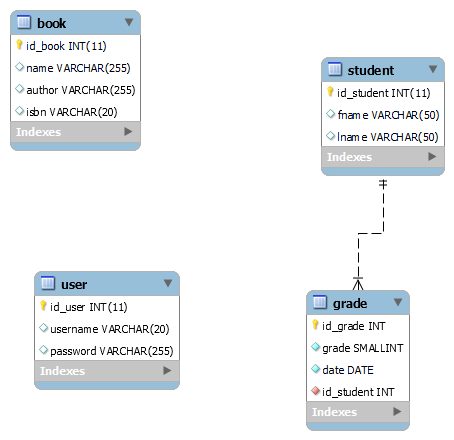 book
id_book INT(11)
name VARCHAR(255)
author VARCHAR(255)
isbn VARCHAR(20)
Indexes
student
id_student INT(11)
fname VARCHAR(50)
lname VARCHAR(50)
Indexes
user
id_user INT(11)
username VARCHAR(20)
password VARCHAR(255)
Indexes
grade
id_grade INT
grade SMALLINT
date DATE
id_student INT
Indexes